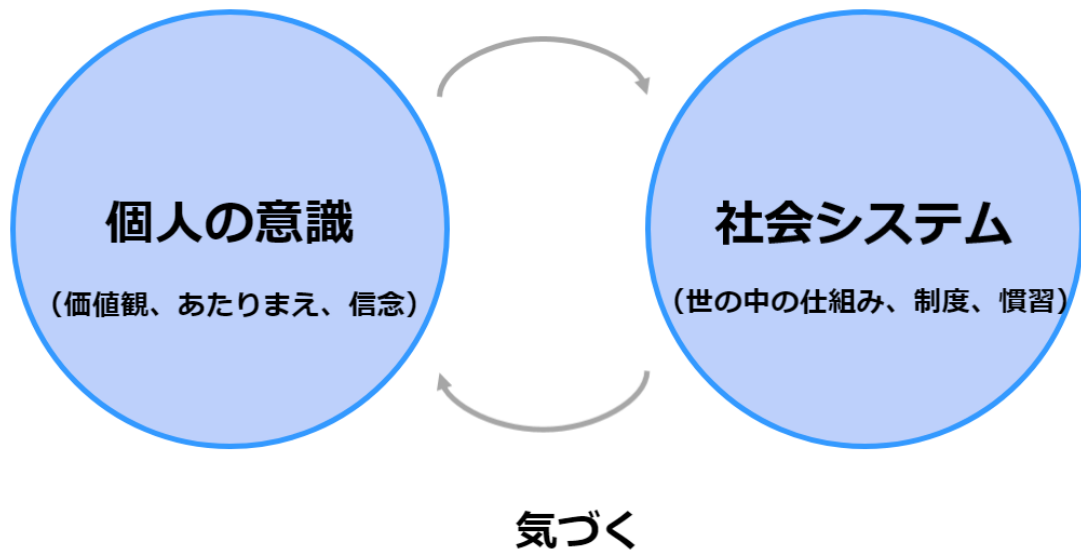 個人の意識
（価値観、あたりまえ、信念）
社会システム
（世の中の仕組み、制度、慣習）
気づく